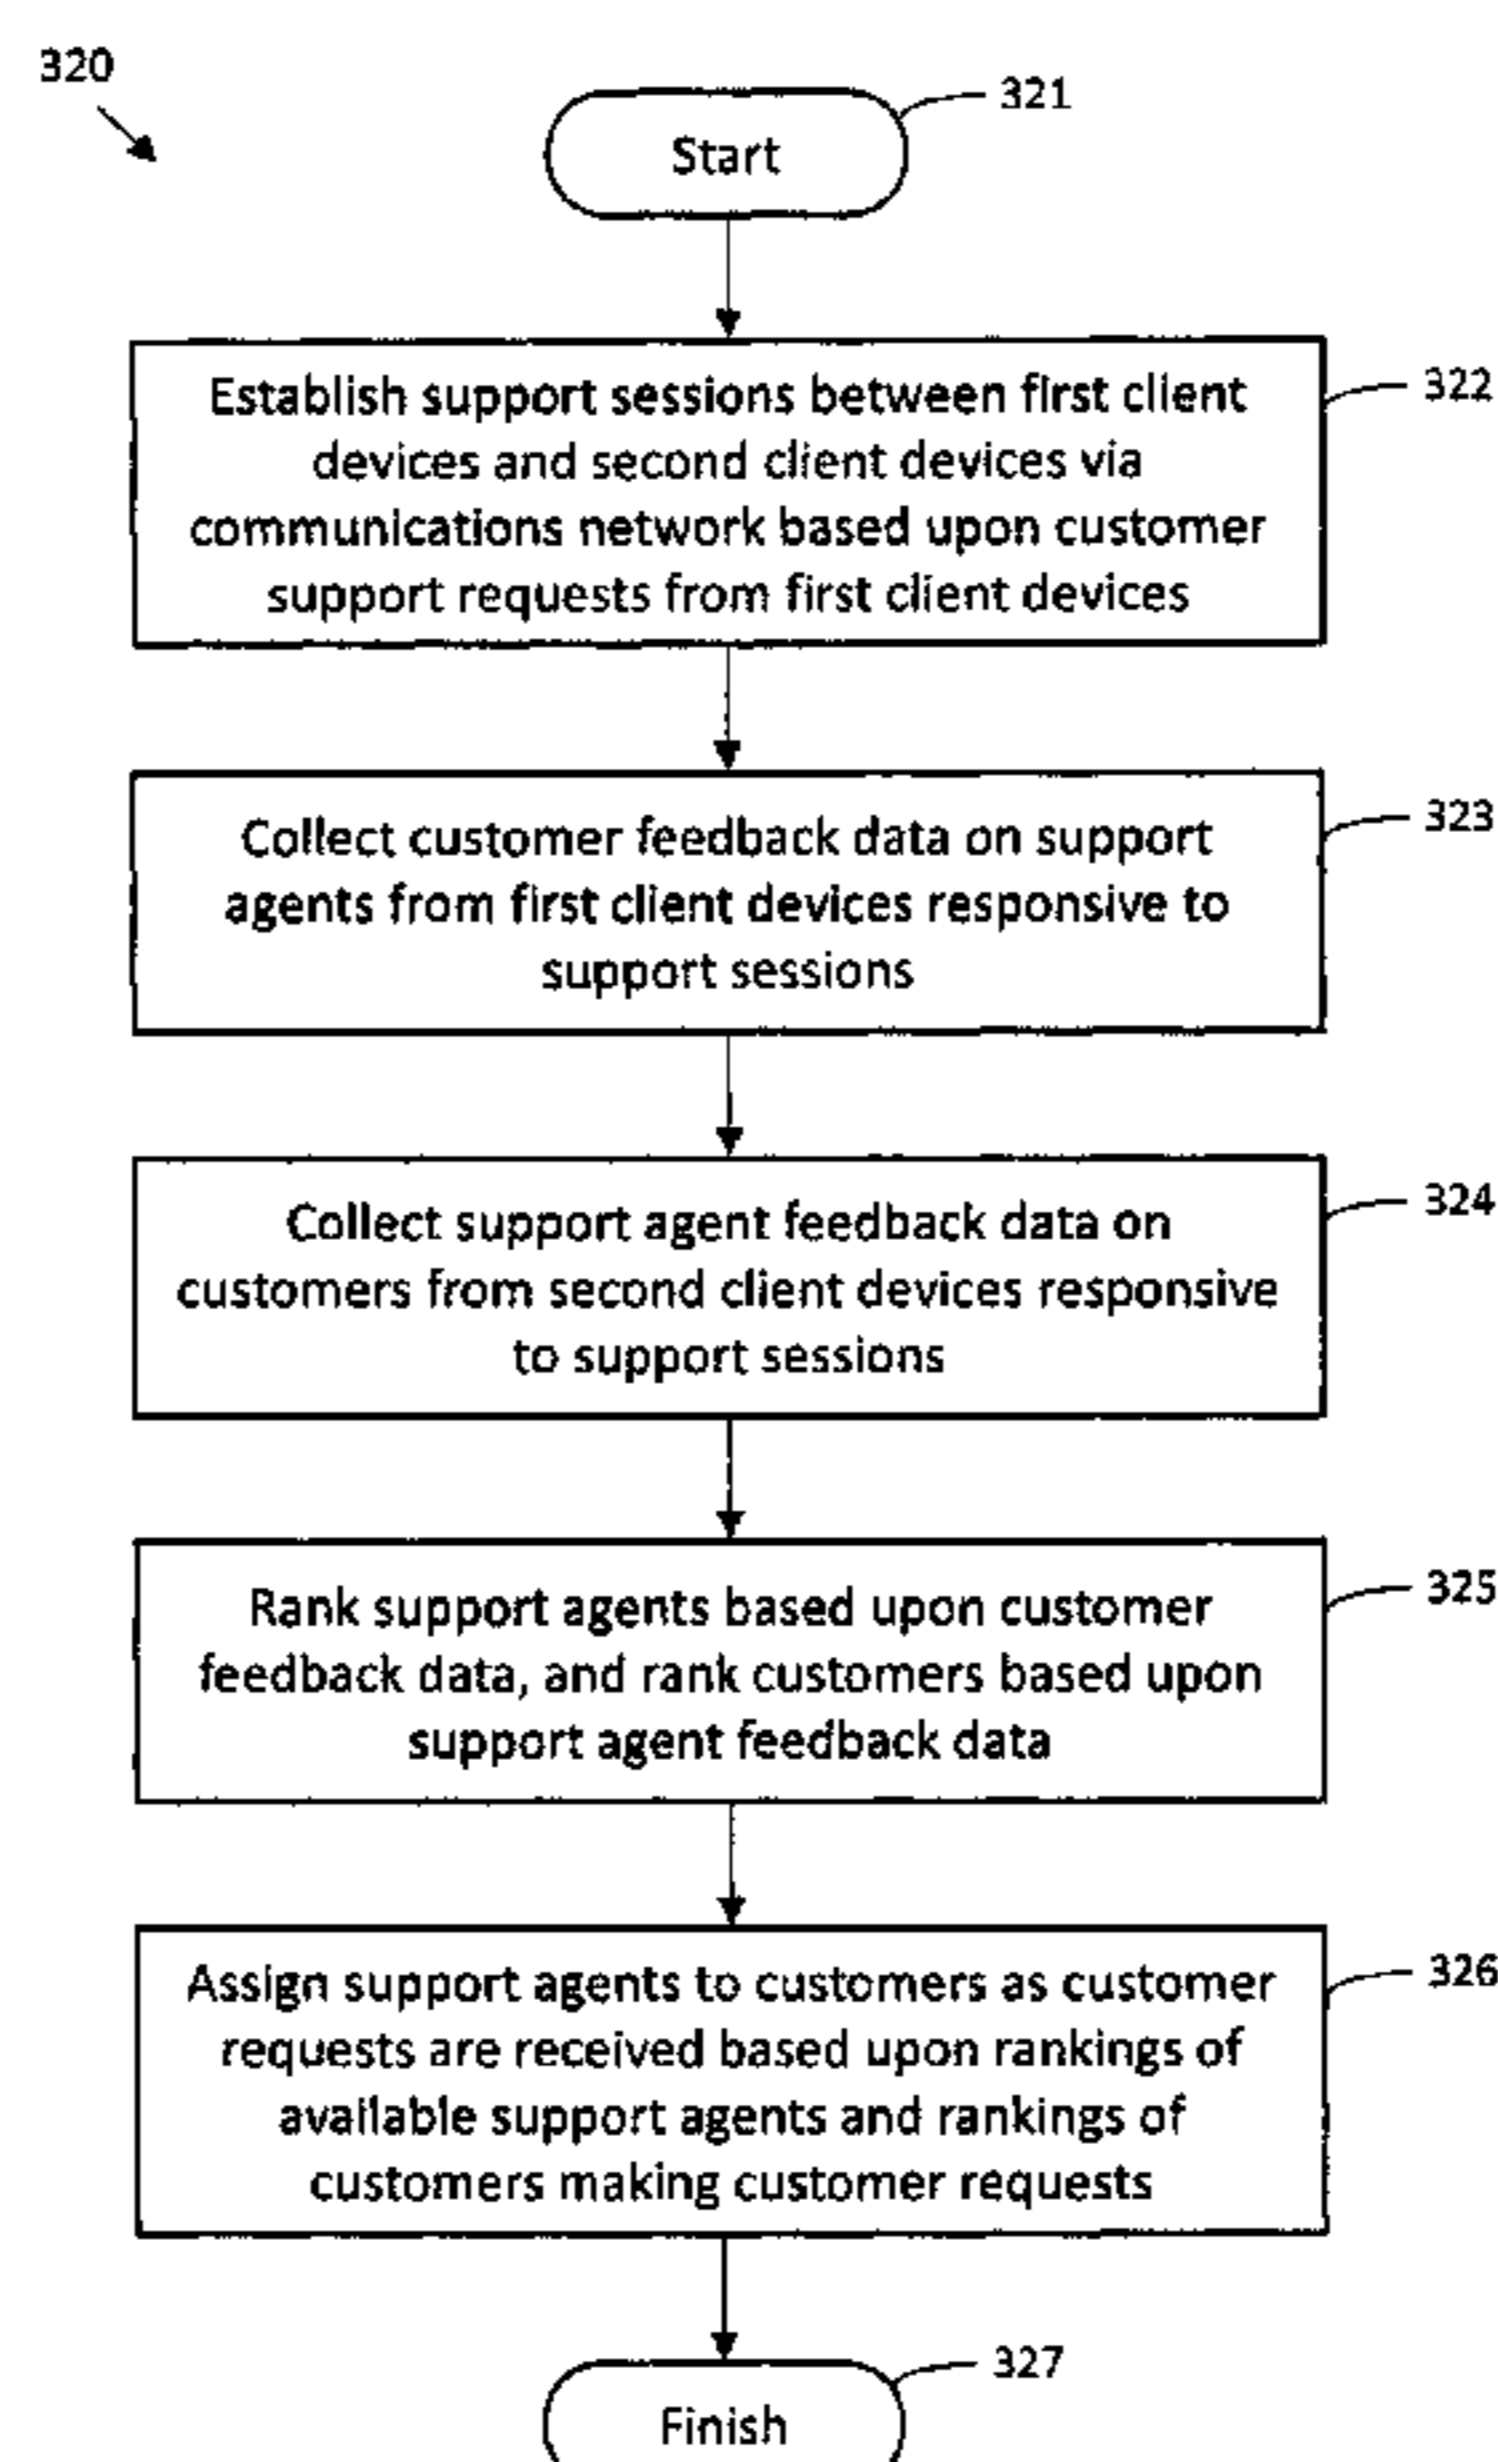 320
321
Start
322
Establish support sessions between first client
devices and second client devices via
communications network based upon customer
support requests from first client devices
323
Collect customer feedback data on support
agents from first client devices responsive to
support sessions
324
Collect support agent feedback data on
customers from second client devices responsive
to support sessions
325
Rank support agents based upon customer
feedback data, and rank customers based upon
support agent feedback data
326
Assign support agents to customers as customer
requests are received based upon rankings of
available support agents and rankings of
customers making customer requests
327
Finish